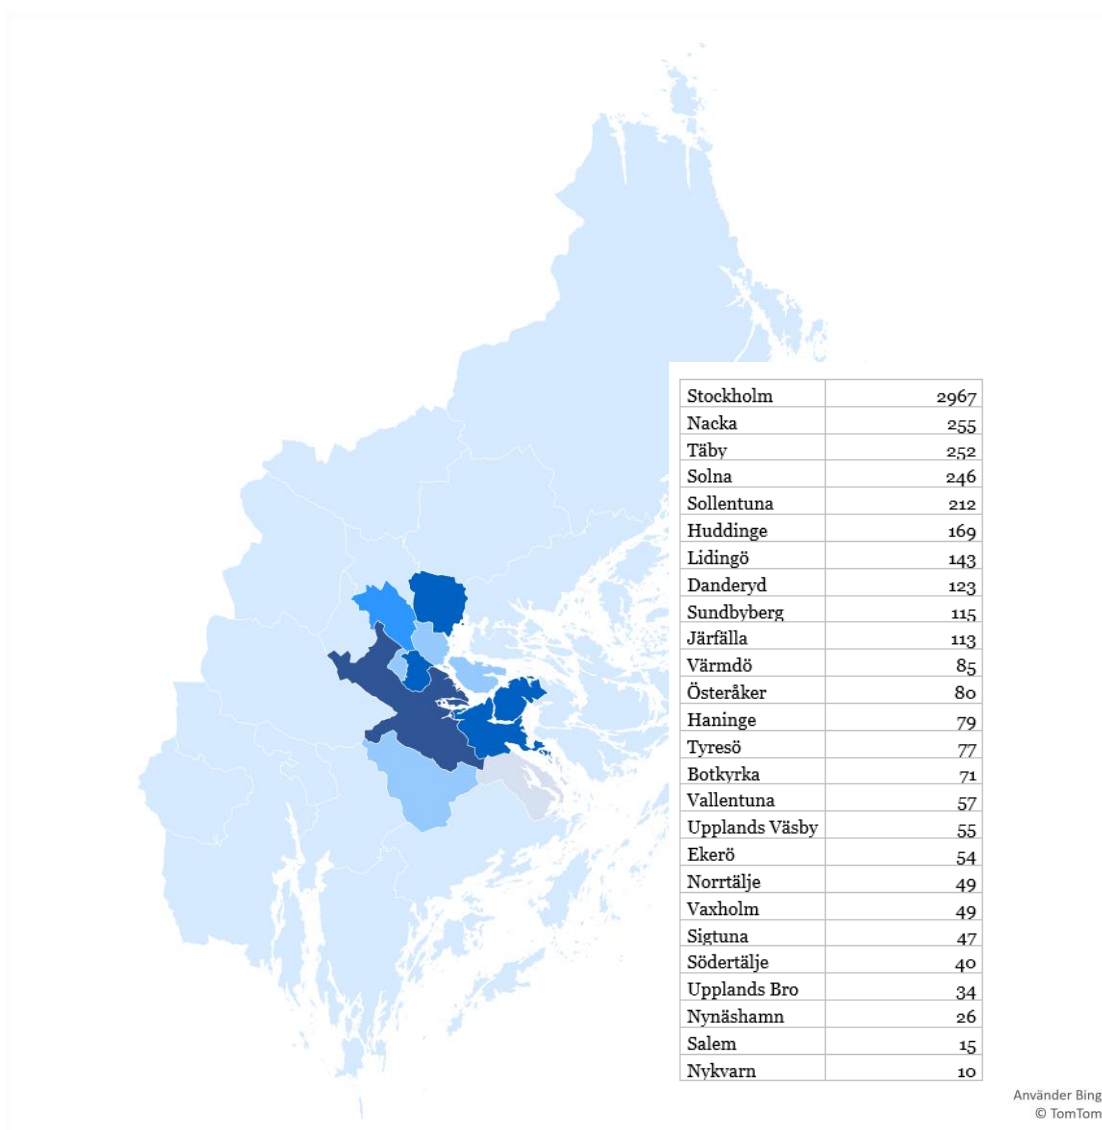 Stockholm 2967
Nacka 255
Täby 252
Solna 246
Sollentuna 212
Huddinge 169
Lidingö 143
Danderyd 123
Sundbyberg 115
Järfälla 113
Värmdö 85
Österåker 80
Haninge 79
Tyresö 77
Botkyrka 71
Vallentuna 57
Upplands Väsby 55
Ekerö 54
Norrtälje 49
Vaxholm 49
Sigtuna 47
Södertälje 40
Upplands Bro 34
Nynäshamn 26
Salem 15
Nykvarn 10
Använder Bing
© TomTom